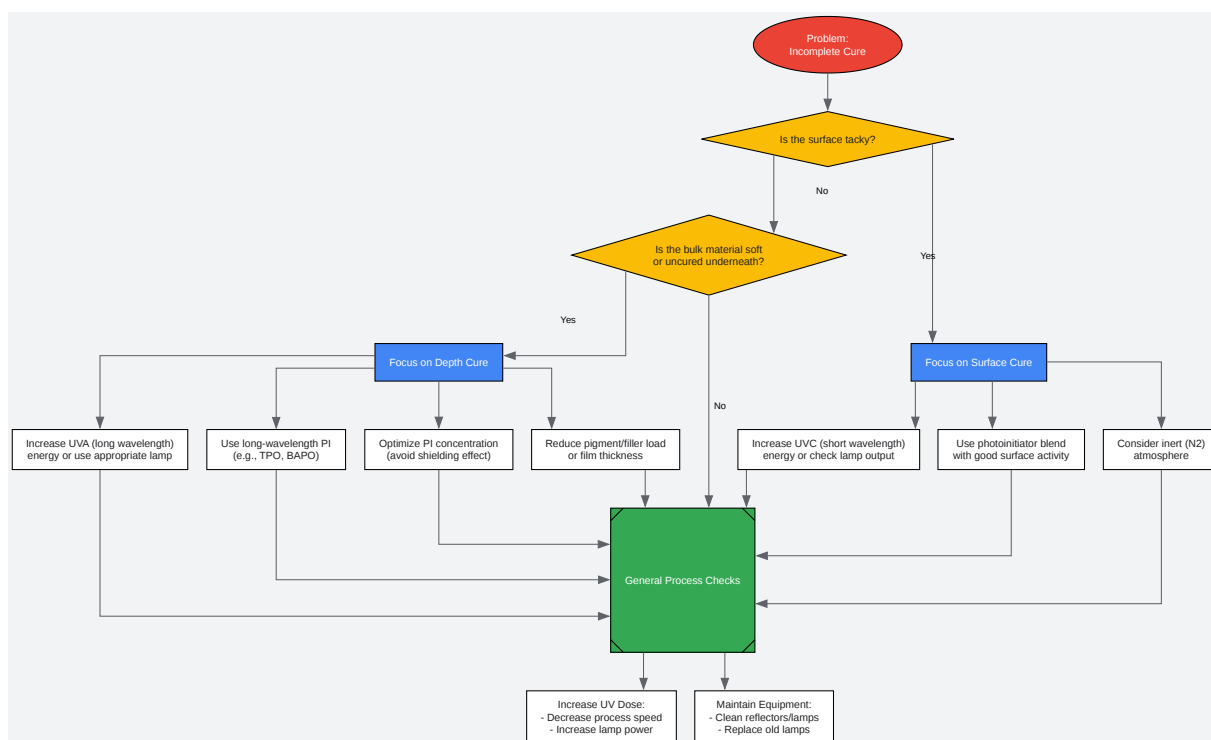 Problem:
Incomplete Cure
Is the surface tacky?
No
Is the bulk material soft
or uncured underneath?
Yes
Yes
Focus on Depth Cure
Focus on Surface Cure
No
Increase UVA (long wavelength)
energy or use appropriate lamp
Use long-wavelength PI
(e.g., TPO, BAPO)
Optimize PI concentration
(avoid shielding effect)
Reduce pigment/filler load
or film thickness
Increase UVC (short wavelength)
energy or check lamp output
Use photoinitiator blend
with good surface activity
Consider inert (N2)
atmosphere
General Process Checks
Increase UV Dose:
- Decrease process speed
- Increase lamp power
Maintain Equipment:
- Clean reflectors/lamps
- Replace old lamps